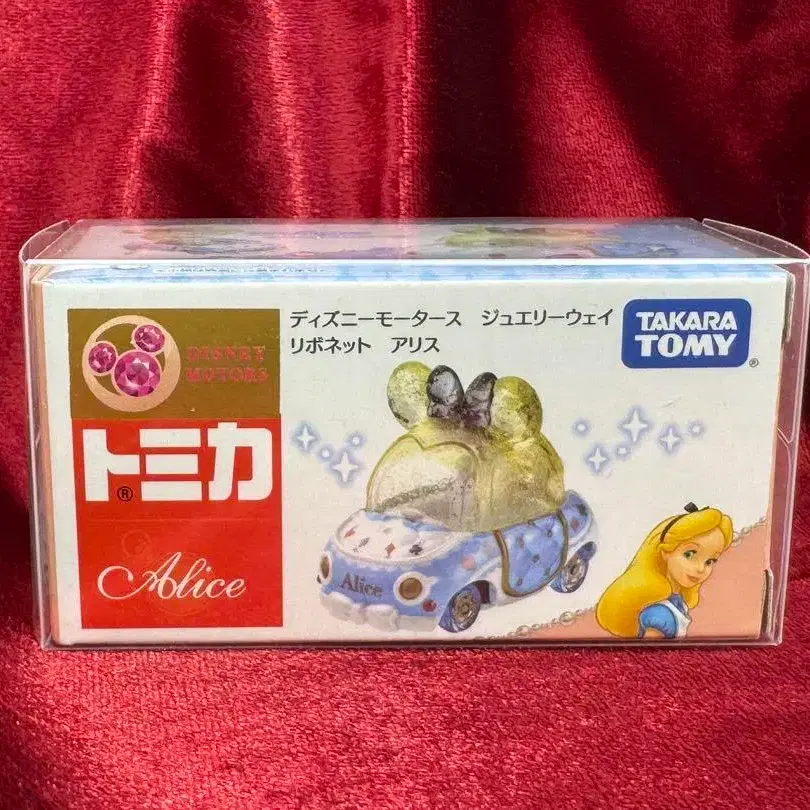 ディズニーモータース ジュエリーウェイ
リボネット アリス
TAKARA
TOMY
®
DISNEY
MOTORS
トミカ
®
Alice
Alice